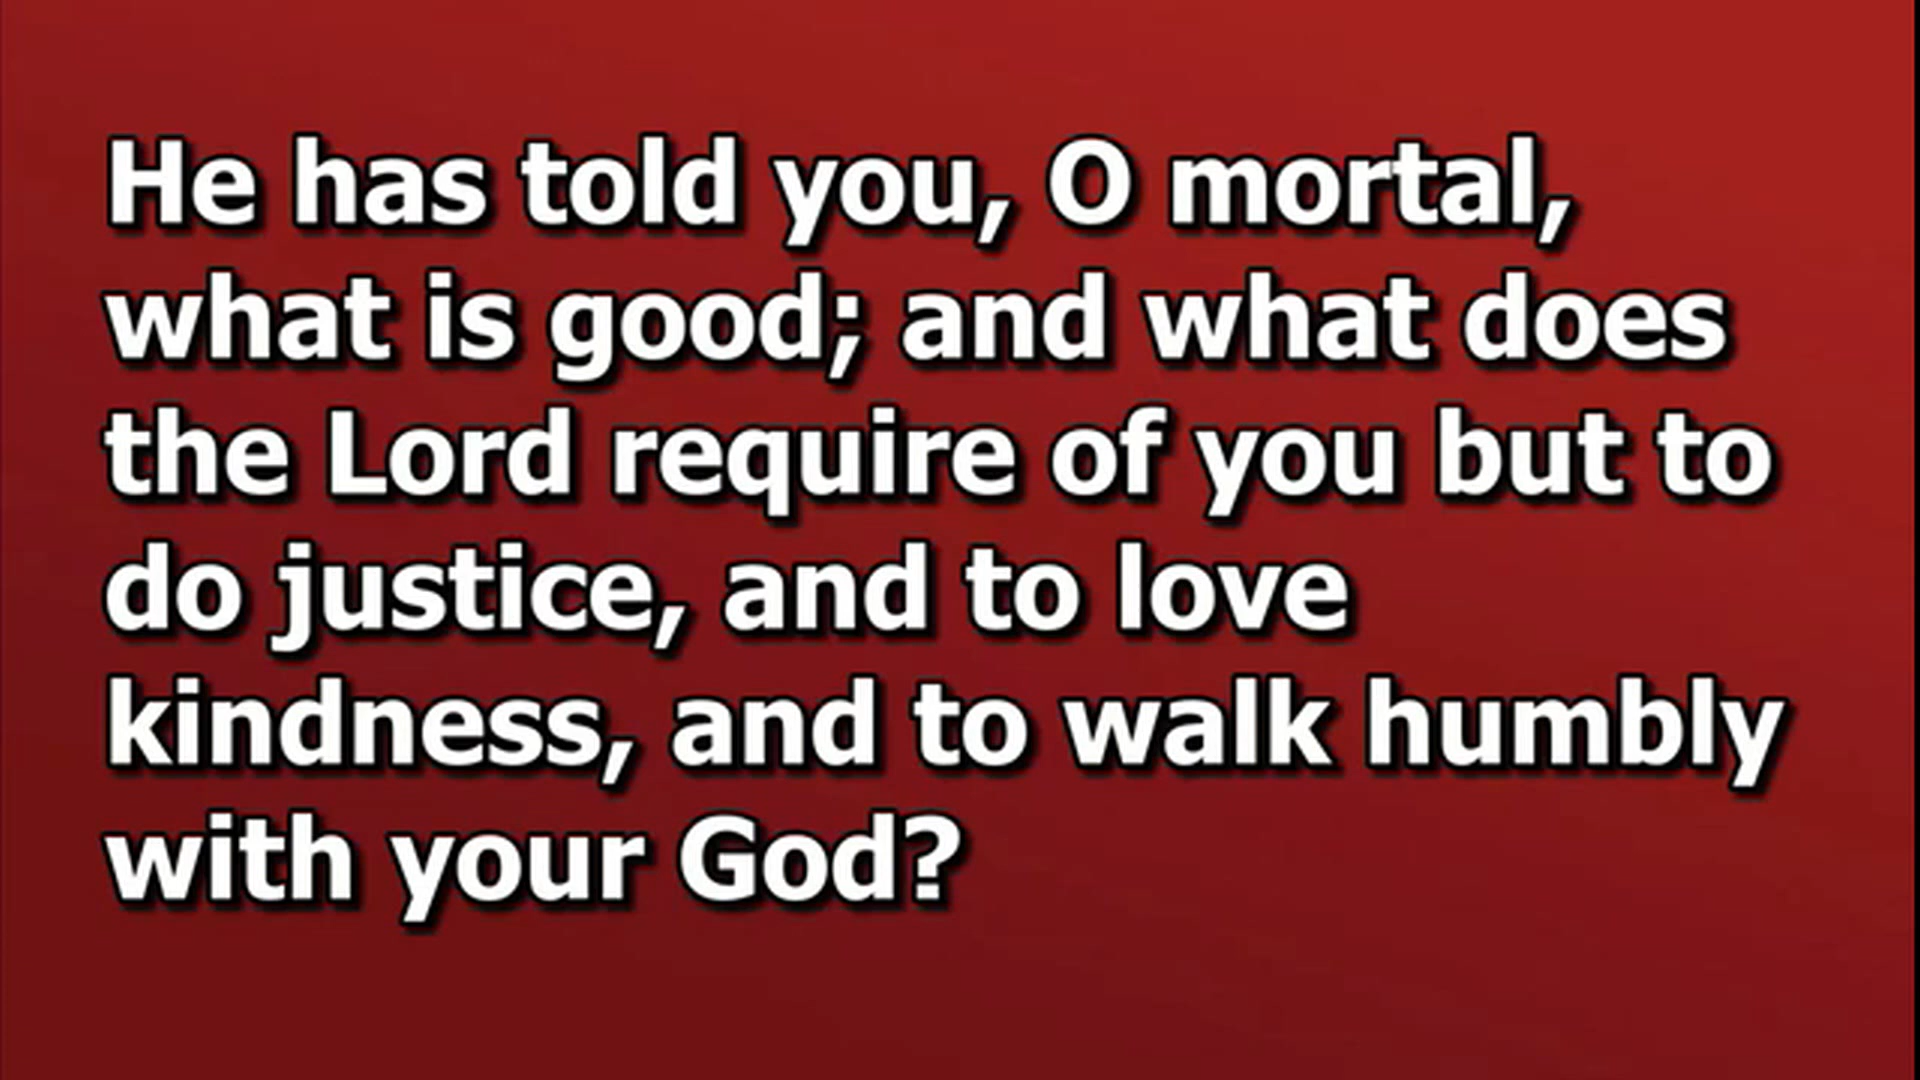 He has told you, O mortal,
what is good; and what does
the Lord require of you but to
do justice, and to love
kindness, and to walk humbly
with your God?